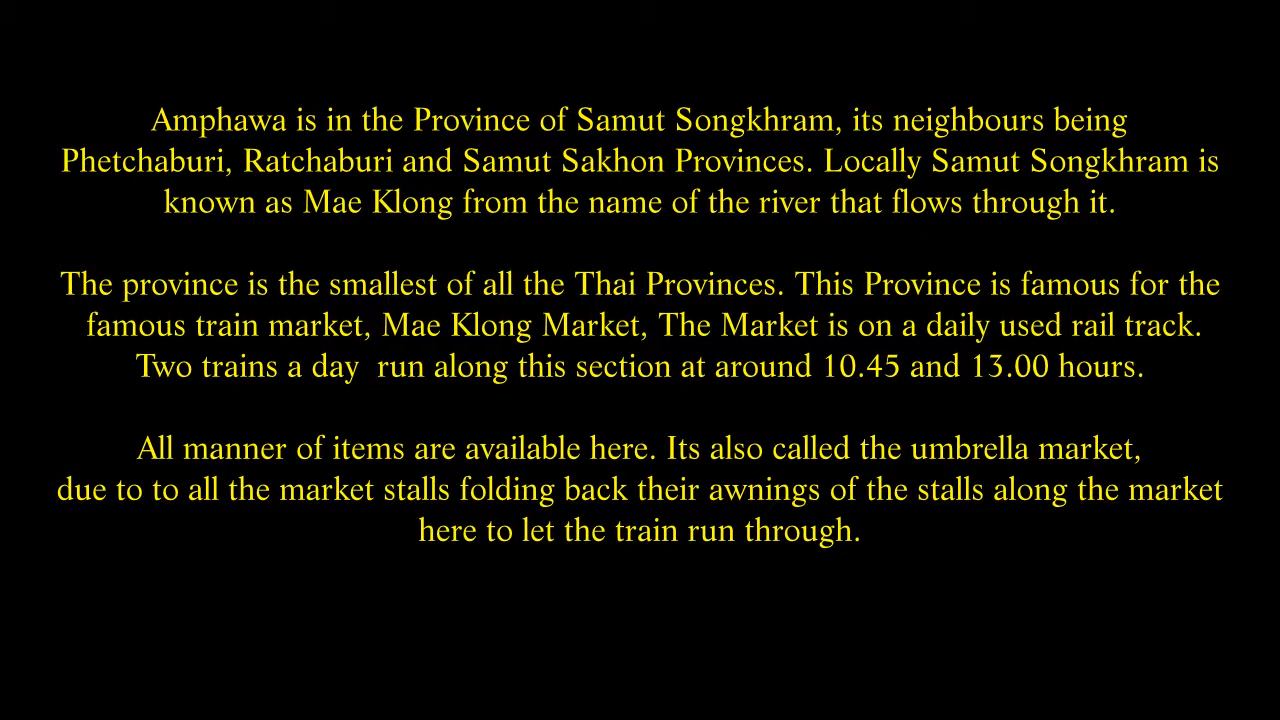 Amphawa is in the Province of Samut Songkhram, its neighbours being
Phetchaburi, Ratchaburi and Samut Sakhon Provinces. Locally Samut Songkhram is
known as Mae Klong from the name of the river that flows through it.
The province is the smallest of all the Thai Provinces. This Province is famous for the
famous train market, Mae Klong Market, The Market is on a daily used rail track.
Two trains a day  run along this section at around 10.45 and 13.00 hours.
All manner of items are available here. Its also called the umbrella market,
due to to all the market stalls folding back their awnings of the stalls along the market
here to let the train run through.